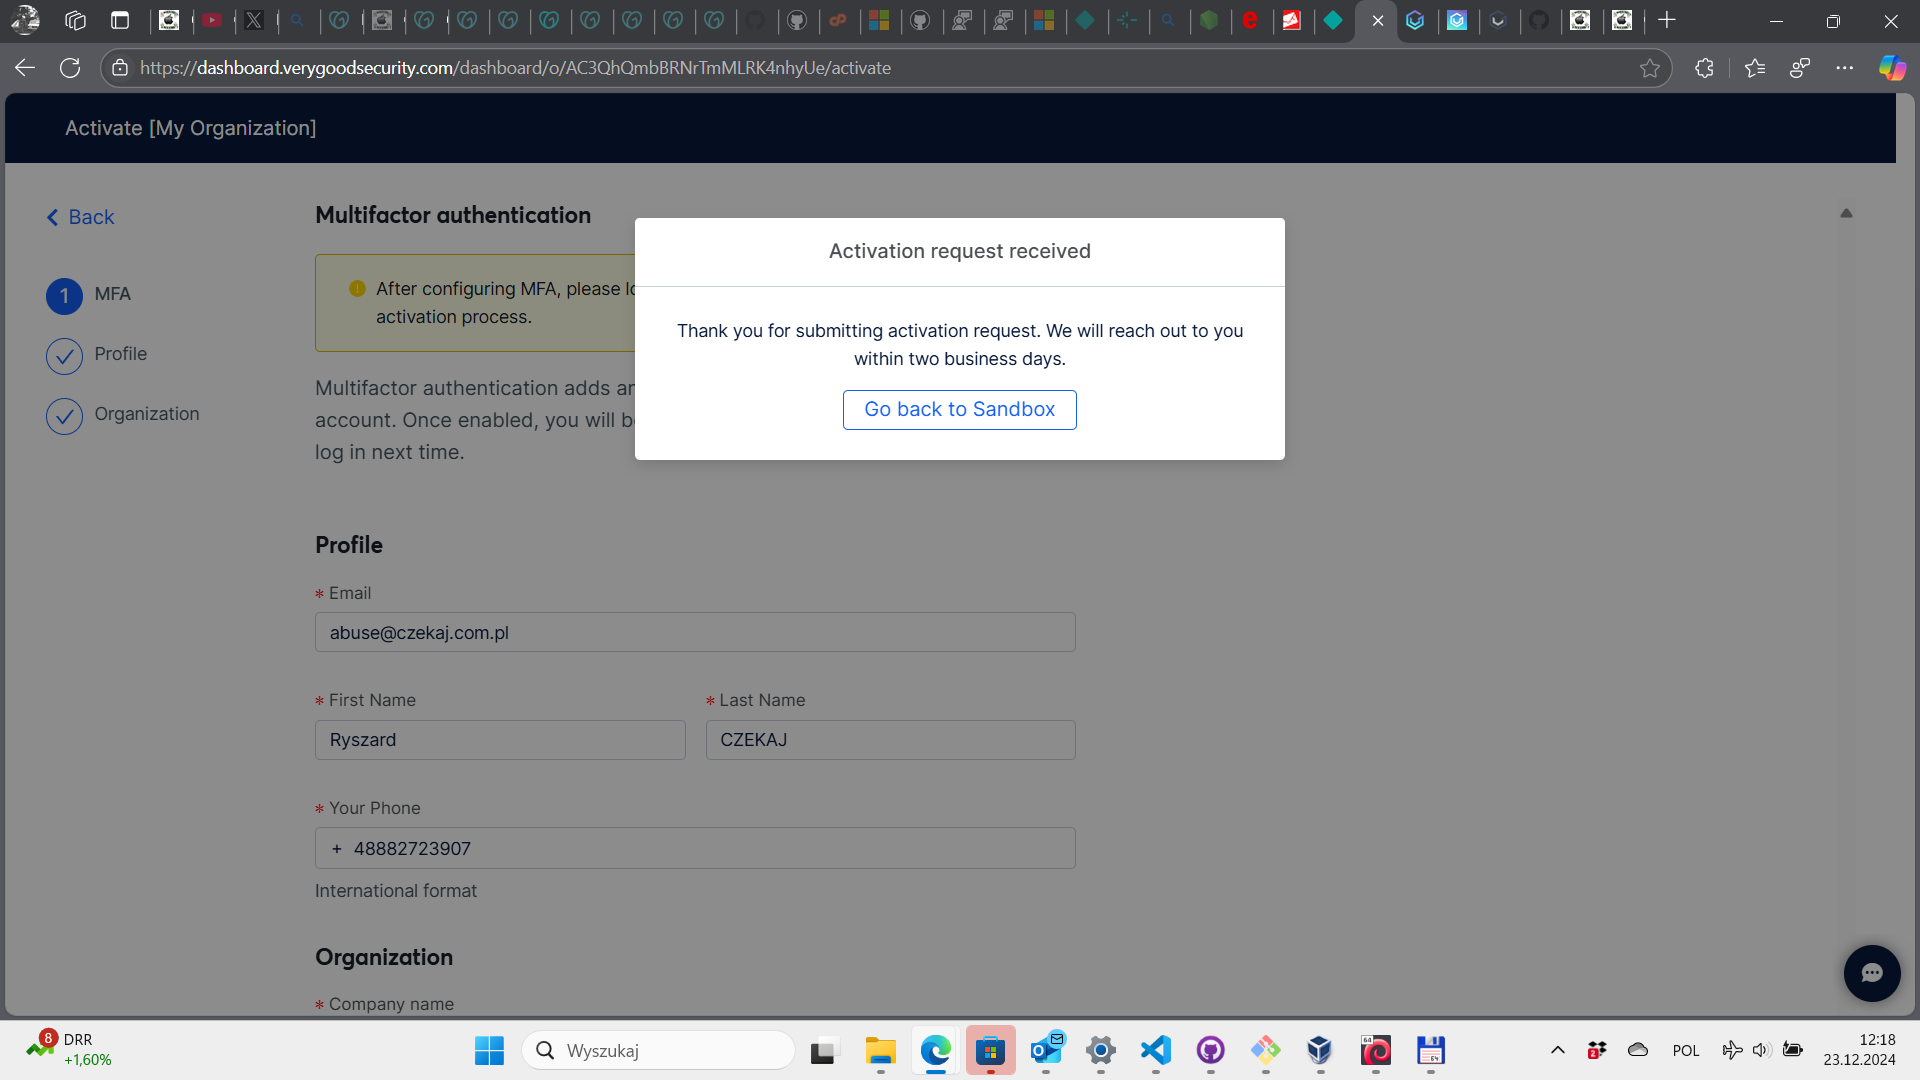 https://dashboard.verygoodsecurity.com/dashboard/o/AC3QhQmbBRNrTmMLRK4nhyUe/activate
Activate [My Organization]
Back
1 MFA
Profile
Organization
Multifactor authentication
After configuring MFA, please
activation process.
Multifactor authentication adds
account. Once enabled, you will
log in next time.
Activation request received
Thank you for submitting activation request. We will reach out to you
within two business days.
Go back to Sandbox
Profile
* Email
abuse@czekaj.com.pl
* First Name
* Last Name
Ryszard
CZEKAJ
* Your Phone
+ 48882723907
International format
Organization
* Company name
8
DRR
+1,60%
Wyszukaj
64
64
2
POL
12:18
23.12.2024